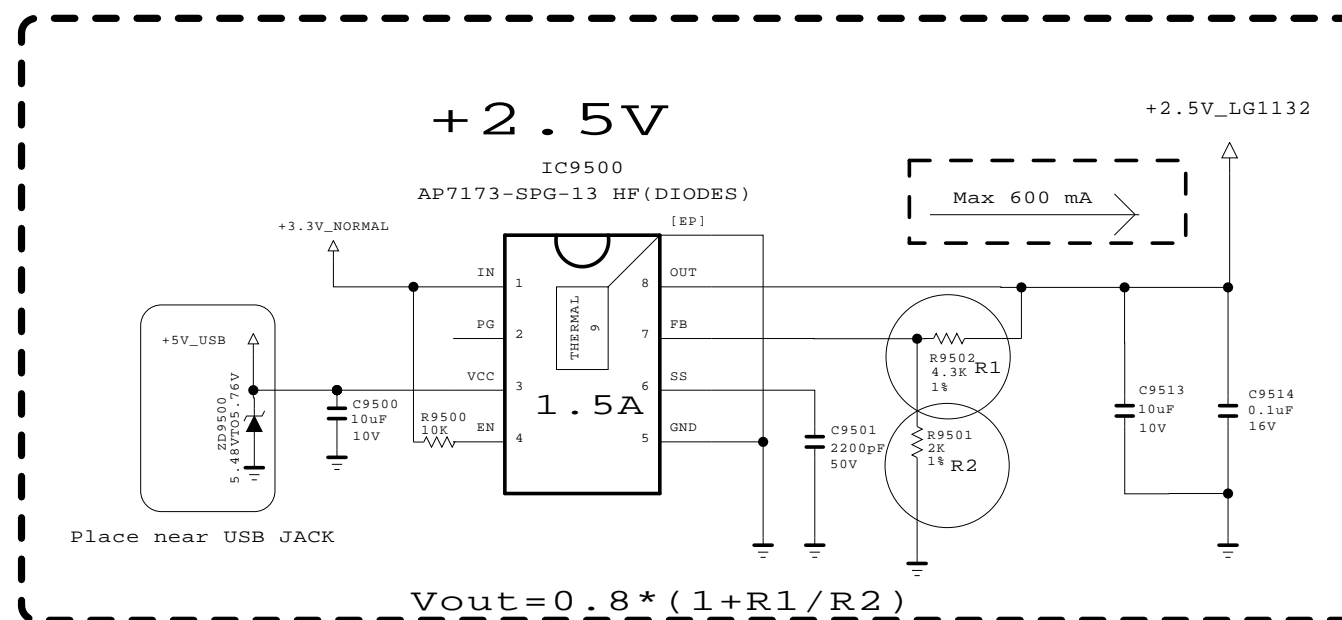 +2.5V
+2.5V_LG1132
IC9500
AP7173-SPG-13 HF(DIODES)
Max 600 mA
+3.3V_NORMAL
[EP]
IN
1
8
OUT
PG
2
THERMAL
9
7
FB
+5V_USB
VCC
3
6
SS
R9502
4.3K
1%
R1
ZD9500
5.48VTO5.76V
C9500
10uF
10V
R9500
10K
1.5A
EN
4
5
GND
C9501
2200pF
50V
R9501
2K
1%
R2
C9513
10uF
10V
C9514
0.1uF
16V
Place near USB JACK
Vout=0.8*(1+R1/R2)